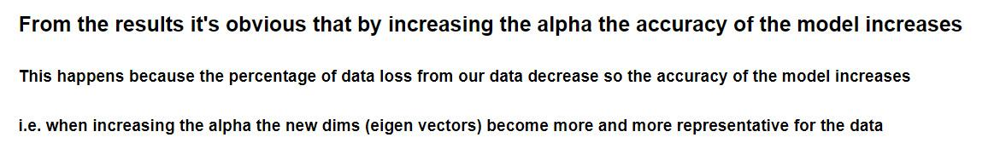 From the results it's obvious that by increasing the alpha the accuracy of the model increases
This happens because the percentage of data loss from our data decrease so the accuracy of the model increases
i.e. when increasing the alpha the new dims (eigen vectors) become more and more representative for the data